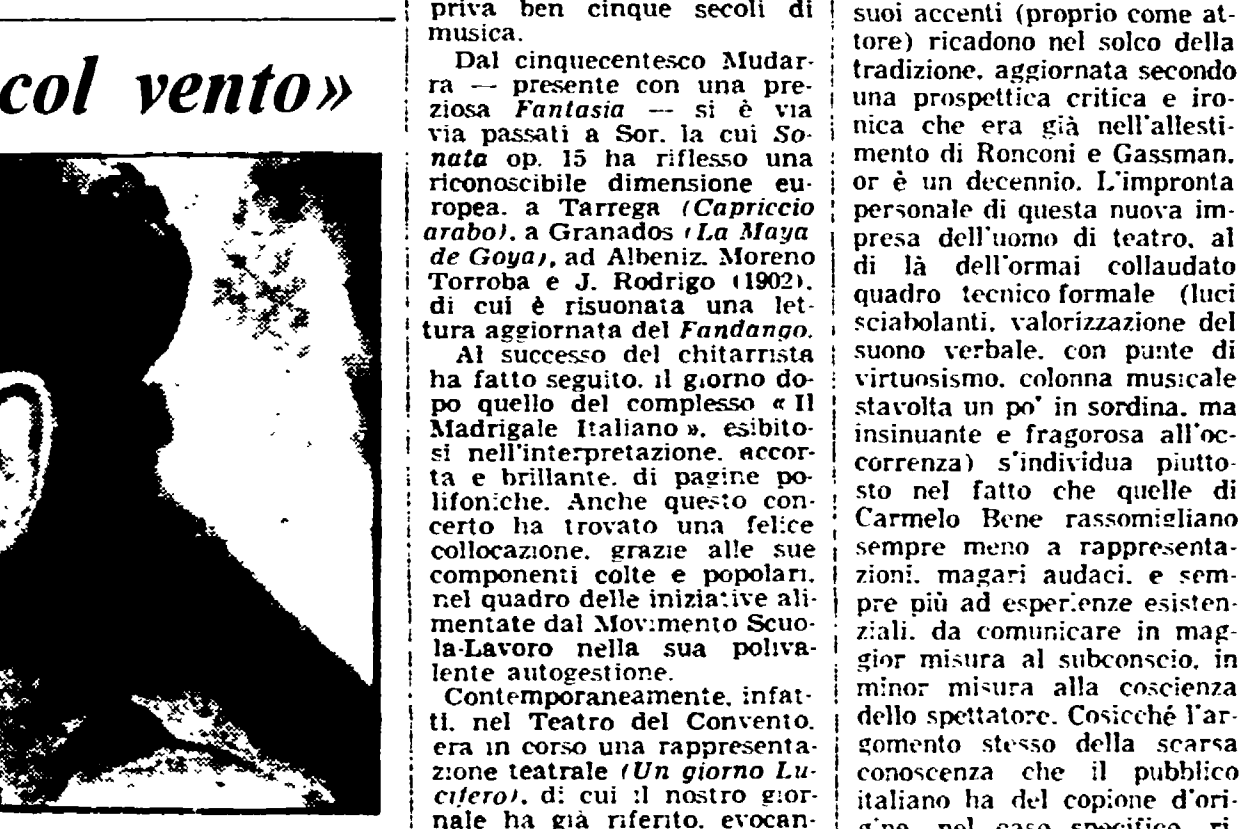 col vento»
priva ben cinque secoli di
musica.
Dal cinquecentesco Mudar-
ra — presente con una pre-
ziosa Fantasia — si è via
via passati a Sor, la cui So-
nata op. 15 ha riflesso una
riconoscibile dimensione eu-
ropea, a Tarrega (Capriccio
arabo), a Granados (La Maya
de Goya), ad Albeniz, Moreno
Torroba e J. Rodrigo (1902),
di cui è risuonata una let-
tura aggiornata del Fandango.
Al successo del chitarrista
ha fatto seguito, il giorno do-
po quello del complesso « Il
Madrigale Italiano », esibito-
si nell'interpretazione, accor-
ta e brillante, di pagine po-
lifoniche. Anche questo con-
certo ha trovato una felice
collocazione, grazie alle sue
componenti colte e popolari,
nel quadro delle iniziative ali-
mentate dal Movimento Scuo-
la-Lavoro nella sua poliva-
lente autogestione.
Contemporaneamente, infat-
ti, nel Teatro del Convento,
era in corso una rappresenta-
zione teatrale (Un giorno Lu-
cifero), di cui il nostro gior-
nale ha già riferito, evocan-
suoi accenti (proprio come at-
tore) ricadono nel solco della
tradizione, aggiornata secondo
una prospettica critica e iro-
nica che era già nell'allesti-
mento di Ronconi e Gassman,
or è un decennio. L'impronta
personale di questa nuova im-
presa dell'uomo di teatro, al
di là dell'ormai collaudato
quadro tecnico formale (luci
sciabolanti, valorizzazione del
suono verbale, con punte di
virtuosismo, colonna musicale
stavolta un po' in sordina, ma
insinuante e fragorosa all'oc-
correnza) s'individua piutto-
sto nel fatto che quelle di
Carmelo Bene rassomigliano
sempre meno a rappresenta-
zioni, magari audaci, e sem-
pre più ad esperienze esisten-
ziali, da comunicare in mag-
gior misura al subconscio, in
minor misura alla coscienza
dello spettatore. Cosicché l'ar-
gomento stesso della scarsa
conoscenza che il pubblico
italiano ha del copione d'ori-
gine, nel caso specifico, ri-